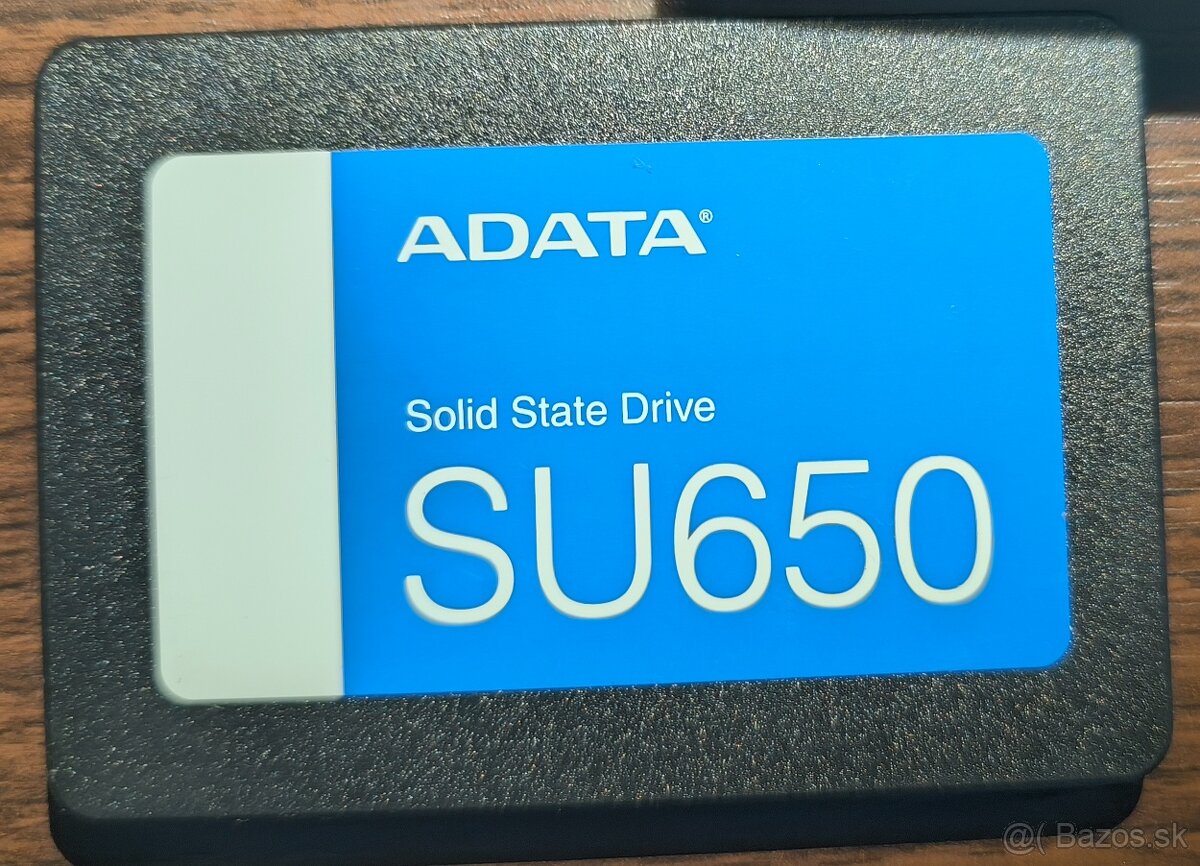 ADATA®
Solid State Drive
SU650
@( Bazos.sk